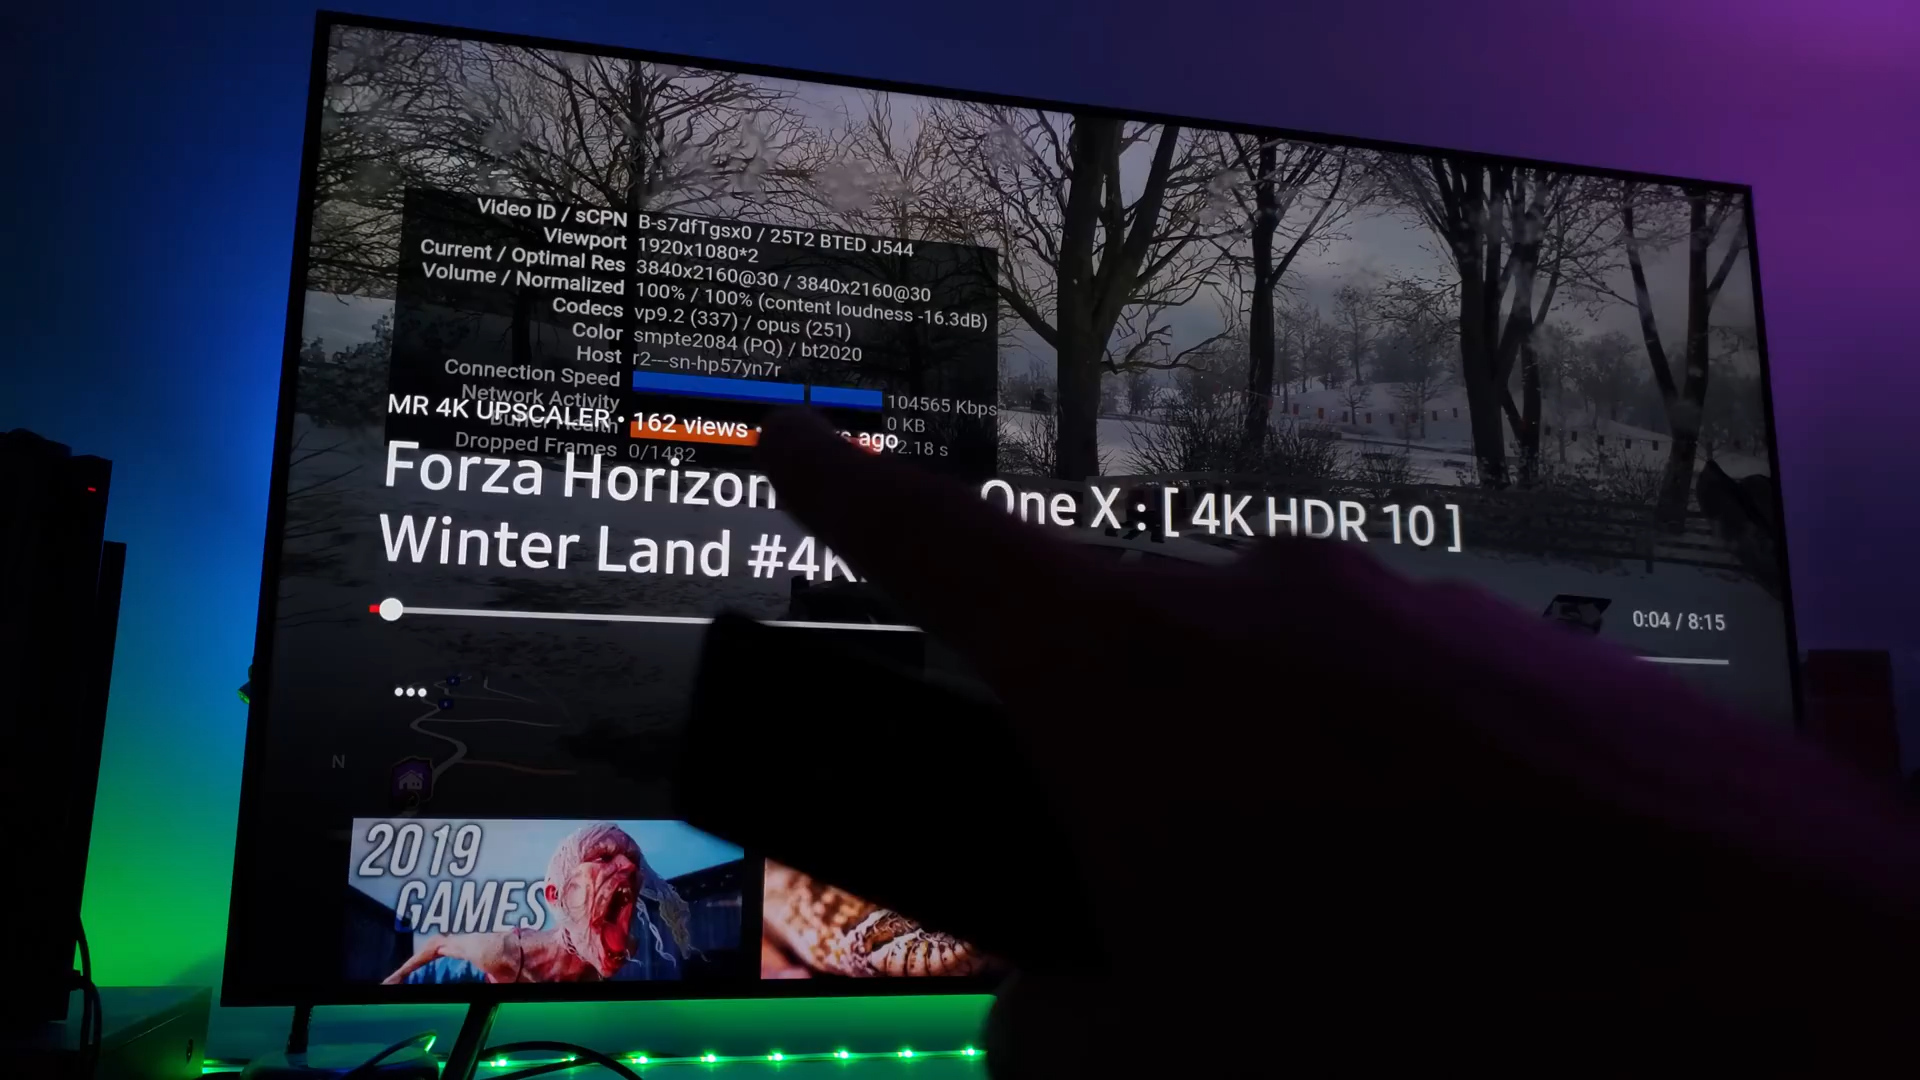 Video ID / sCPN B-s7dfTgsx0 / 25T2 BTED J544
Viewport 1920x1080*2
Current / Optimal Res 3840x2160@30 / 3840x2160@30
Volume / Normalized 100% / 100% (content loudness -16.3dB)
Codecs vp9.2 (337) / opus (251)
Color smpte2084 (PQ) / bt2020
Host r2---sn-hp57yn7r
Connection Speed 104565 Kbps
Network Activity 0 KB
Buffer Health 2.18 s
MR 4K UPSCALER • 162 views • ago
Dropped Frames 0/1482
Forza Horizon One X : [ 4K HDR 10 ]
Winter Land #4K
0:04 / 8:15
N
2019
GAMES